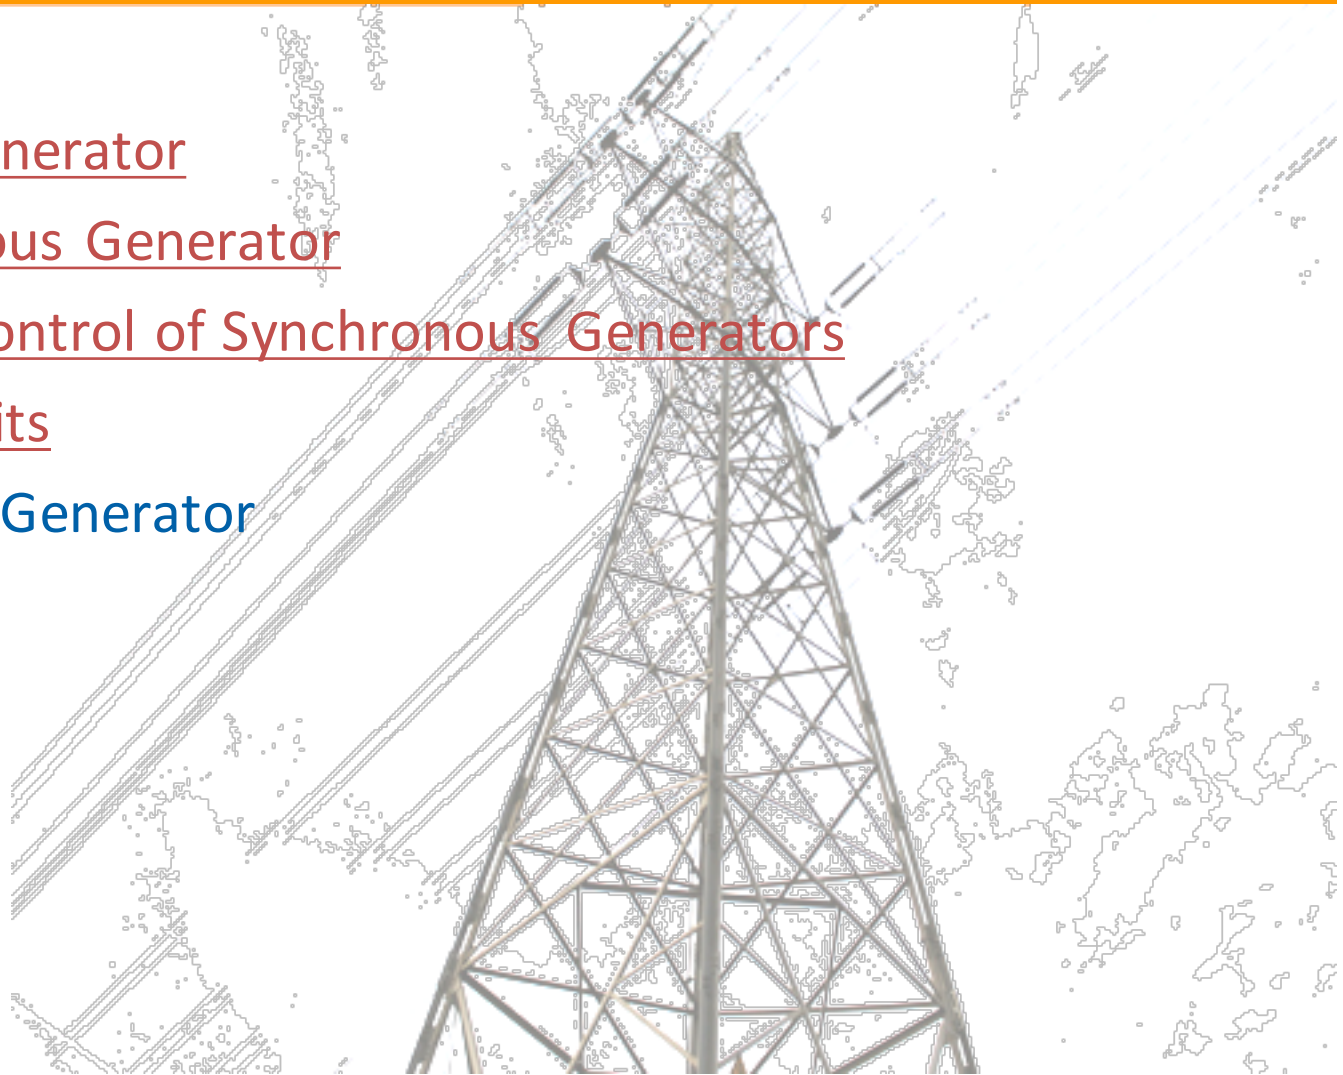 nerator
ous Generator
ontrol of Synchronous Generators
its
Generator